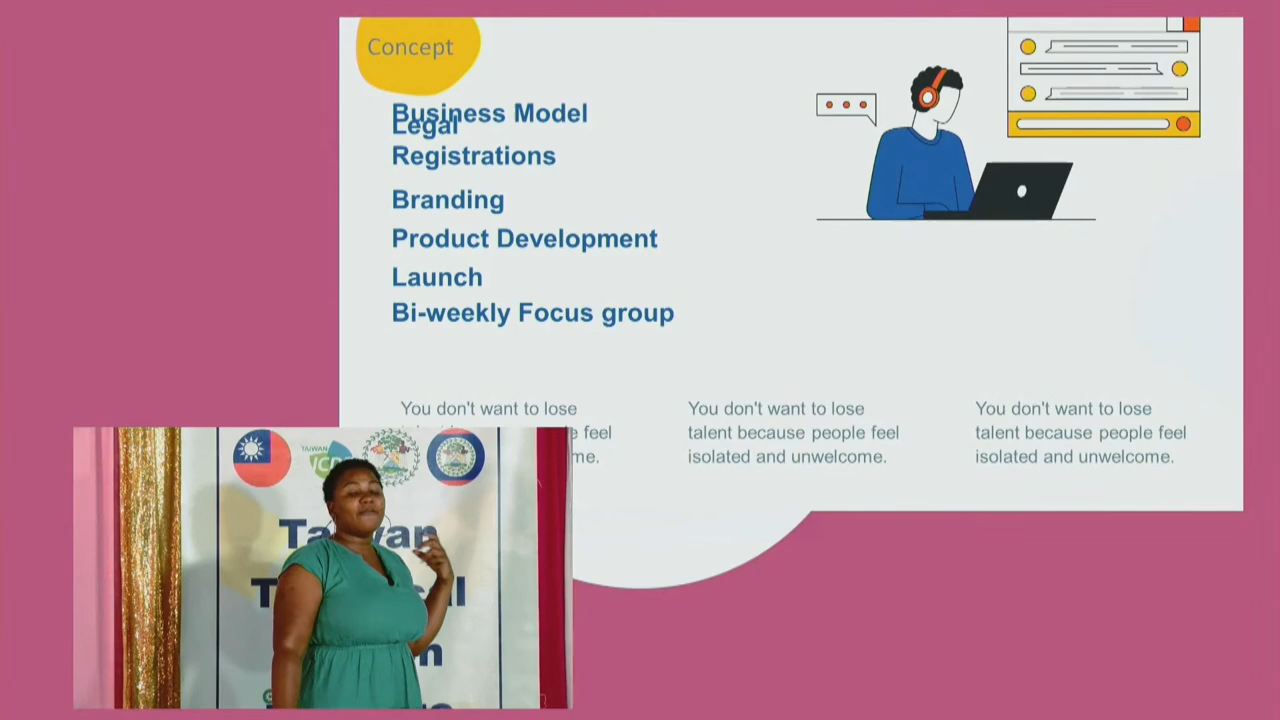 Concept
Business Model
Legal
Registrations
Branding
Product Development
Launch
Bi-weekly Focus group
You don't want to lose
feel
You don't want to lose
talent because people feel
isolated and unwelcome.
You don't want to lose
talent because people feel
isolated and unwelcome.
TAIWAN